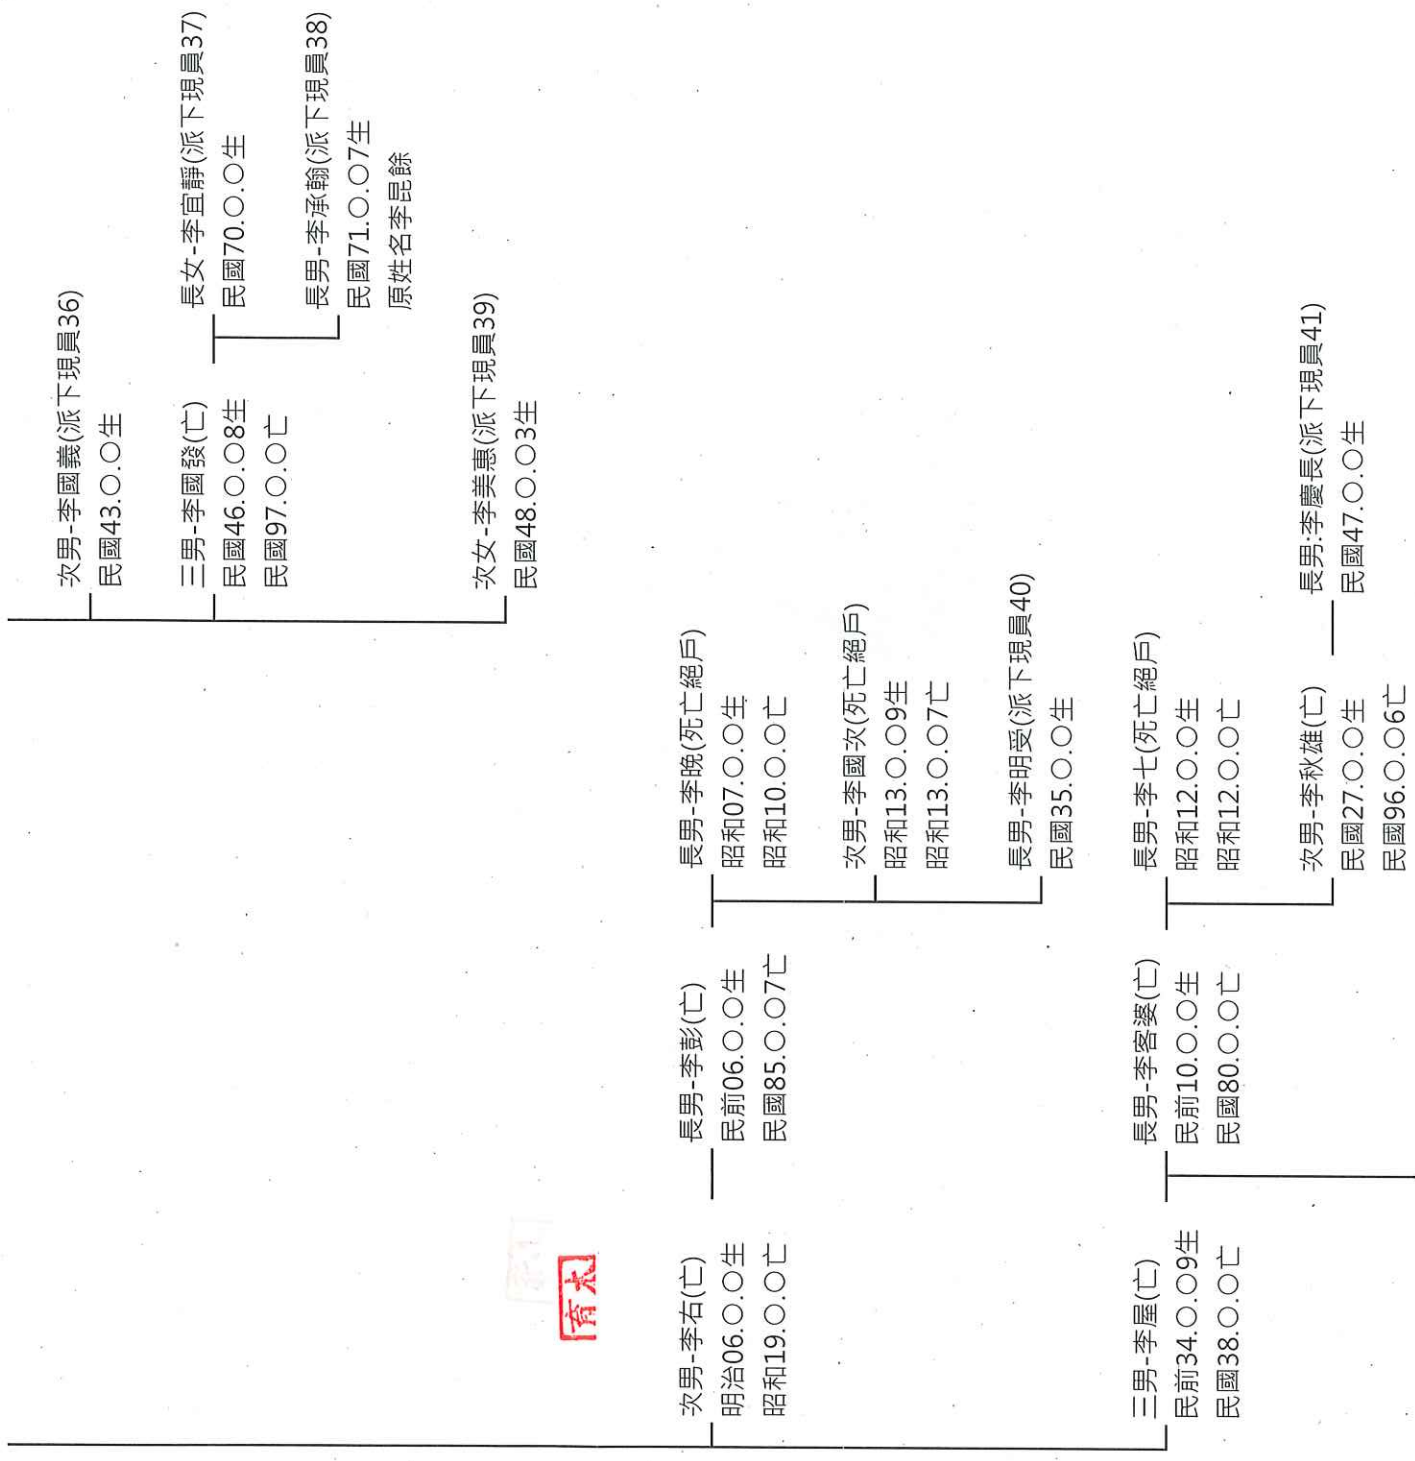 次男-李國義(派下現員36)
民國43.○.○生
三男-李國發(亡)
民國46.○.○8生
民國97.○.○亡
長女-李宜靜(派下現員37)
民國70.○.○生
長男-李承翰(派下現員38)
民國71.○.○7生
原姓名李昆餘
次女-李美惠(派下現員39)
民國48.○.○3生
次男-李右(亡)
明治06.○.○生
昭和19.○.○亡
長男-李彭(亡)
民前06.○.○生
民國85.○.○7亡
長男-李晚(死亡絕戶)
昭和07.○.○生
昭和10.○.○亡
次男-李國次(死亡絕戶)
昭和13.○.○9生
昭和13.○.○7亡
長男-李明受(派下現員40)
民國35.○.○生
三男-李屋(亡)
民前34.○.○9生
民國38.○.○亡
長男-李客婆(亡)
民前10.○.○生
民國80.○.○亡
長男-李七(死亡絕戶)
昭和12.○.○生
昭和12.○.○亡
次男-李秋雄(亡)
民國27.○.○生
民國96.○.○6亡
長男:李慶長(派下現員41)
民國47.○.○生